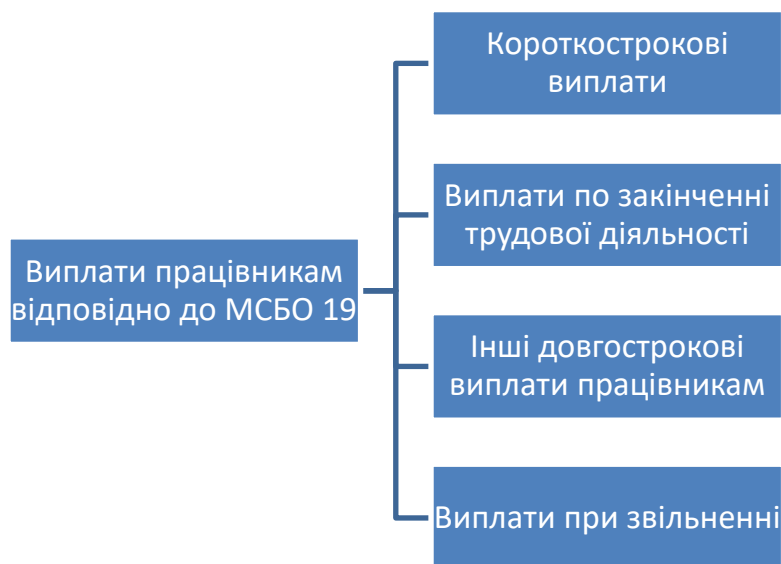 Короткострокові
виплати
Виплати по закінченні
трудової діяльності
Виплати працівникам
відповідно до МСБО 19
Інші довгострокові
виплати працівникам
Виплати при звільненні